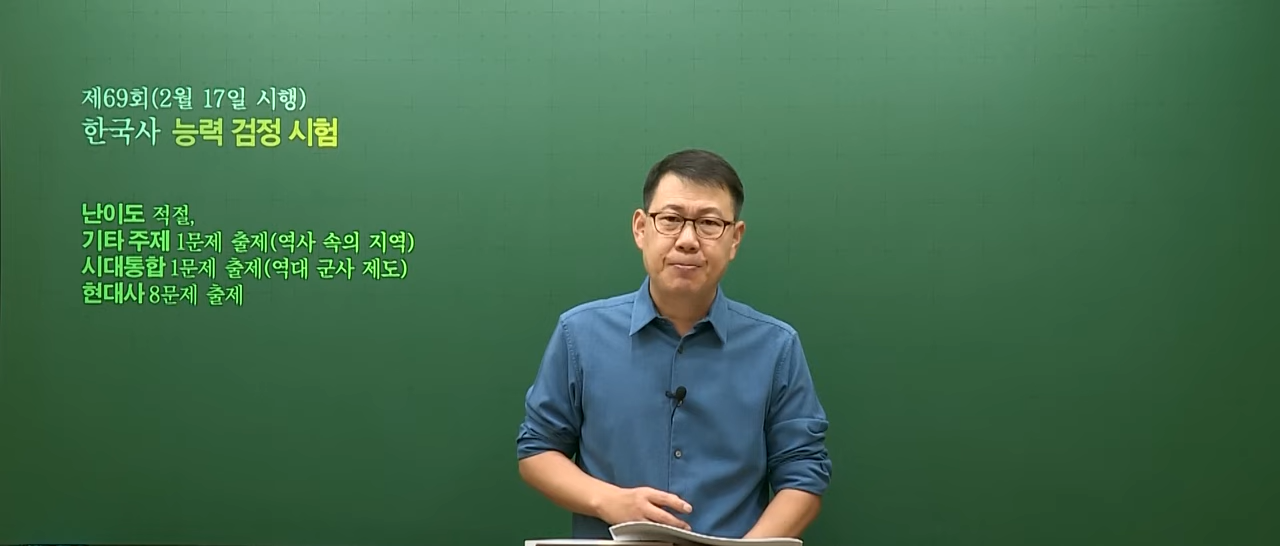 제69회(2월 17일 시행)
한국사 능력 검정 시험
난이도 적절,
기타 주제 1문제 출제(역사 속의 지역)
시대통합 1문제 출제(역대 군사 제도)
현대사 8문제 출제